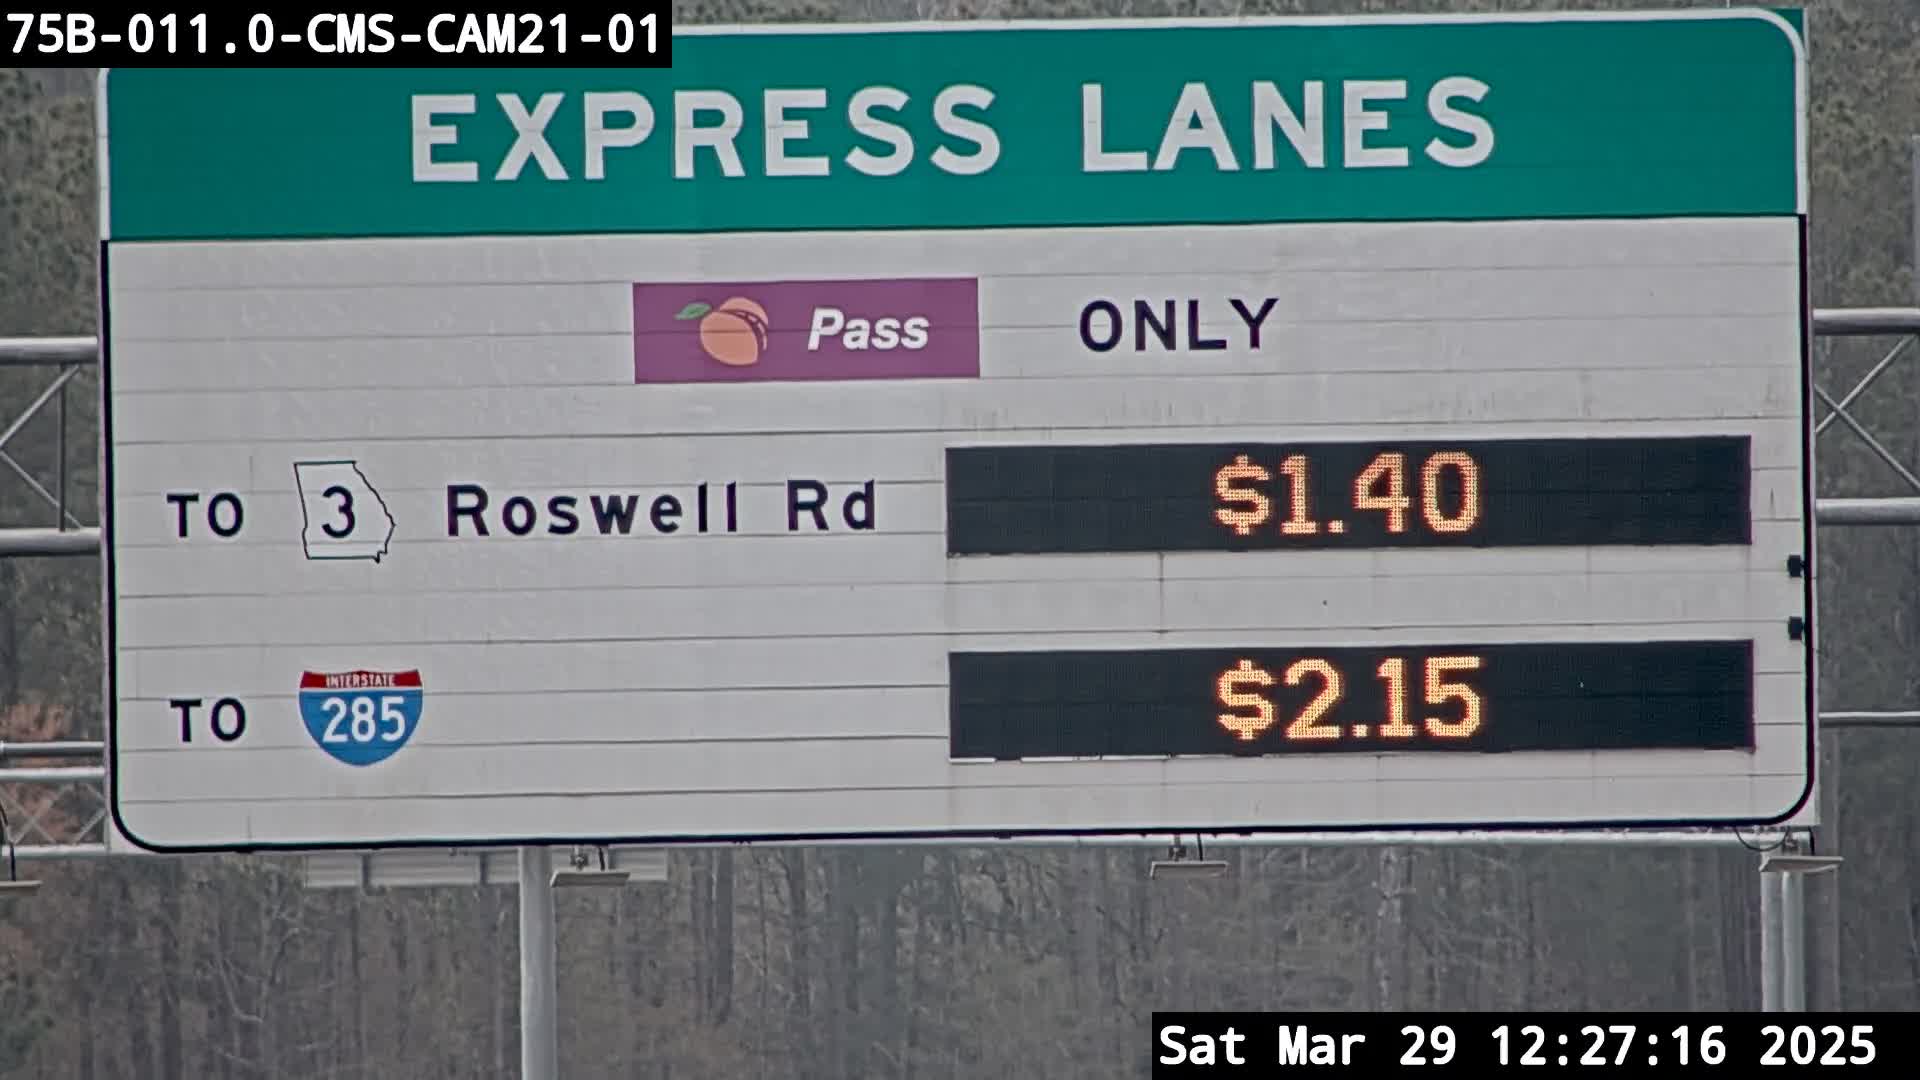 75B-011.0-CMS-CAM21-01
EXPRESS LANES
Pass ONLY
TO 3 Roswell Rd $1.40
TO INTERSTATE 285 $2.15
Sat Mar 29 12:27:16 2025